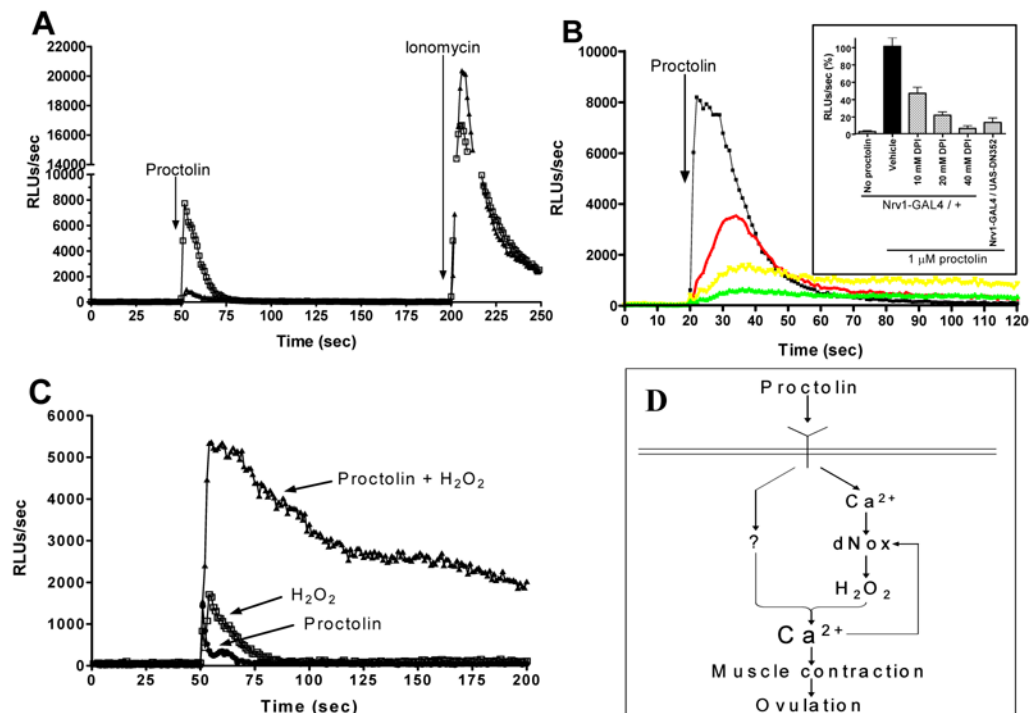 A
Ionomycin
Proctolin
22000
20000
18000
16000
14000
14000
12000
10000
8000
6000
4000
2000
0
RLUs/sec
0
25
50
75
100
125
150
175
200
225
250
Time (sec)
B
Proctolin
10000
8000
6000
4000
2000
0
RLUs/sec
0
10
20
30
40
50
60
70
80
90
100
110
120
Time (sec)
100
80
60
40
20
0
RLUs/sec (%)
No proctolin
Vehicle
10 mM DPI
20 mM DPI
40 mM DPI
Nrv1-GAL4 / UAS-DN352
Nrv1-GAL4 / +
1 µM proctolin
C
6000
5000
4000
3000
2000
1000
0
RLUs/sec
Proctolin + H₂O₂
H₂O₂
Proctolin
0
25
50
75
100
125
150
175
200
Time (sec)
D
Proctolin
Ca²⁺
?
dNox
H₂O₂
Ca²⁺
Muscle contraction
Ovulation